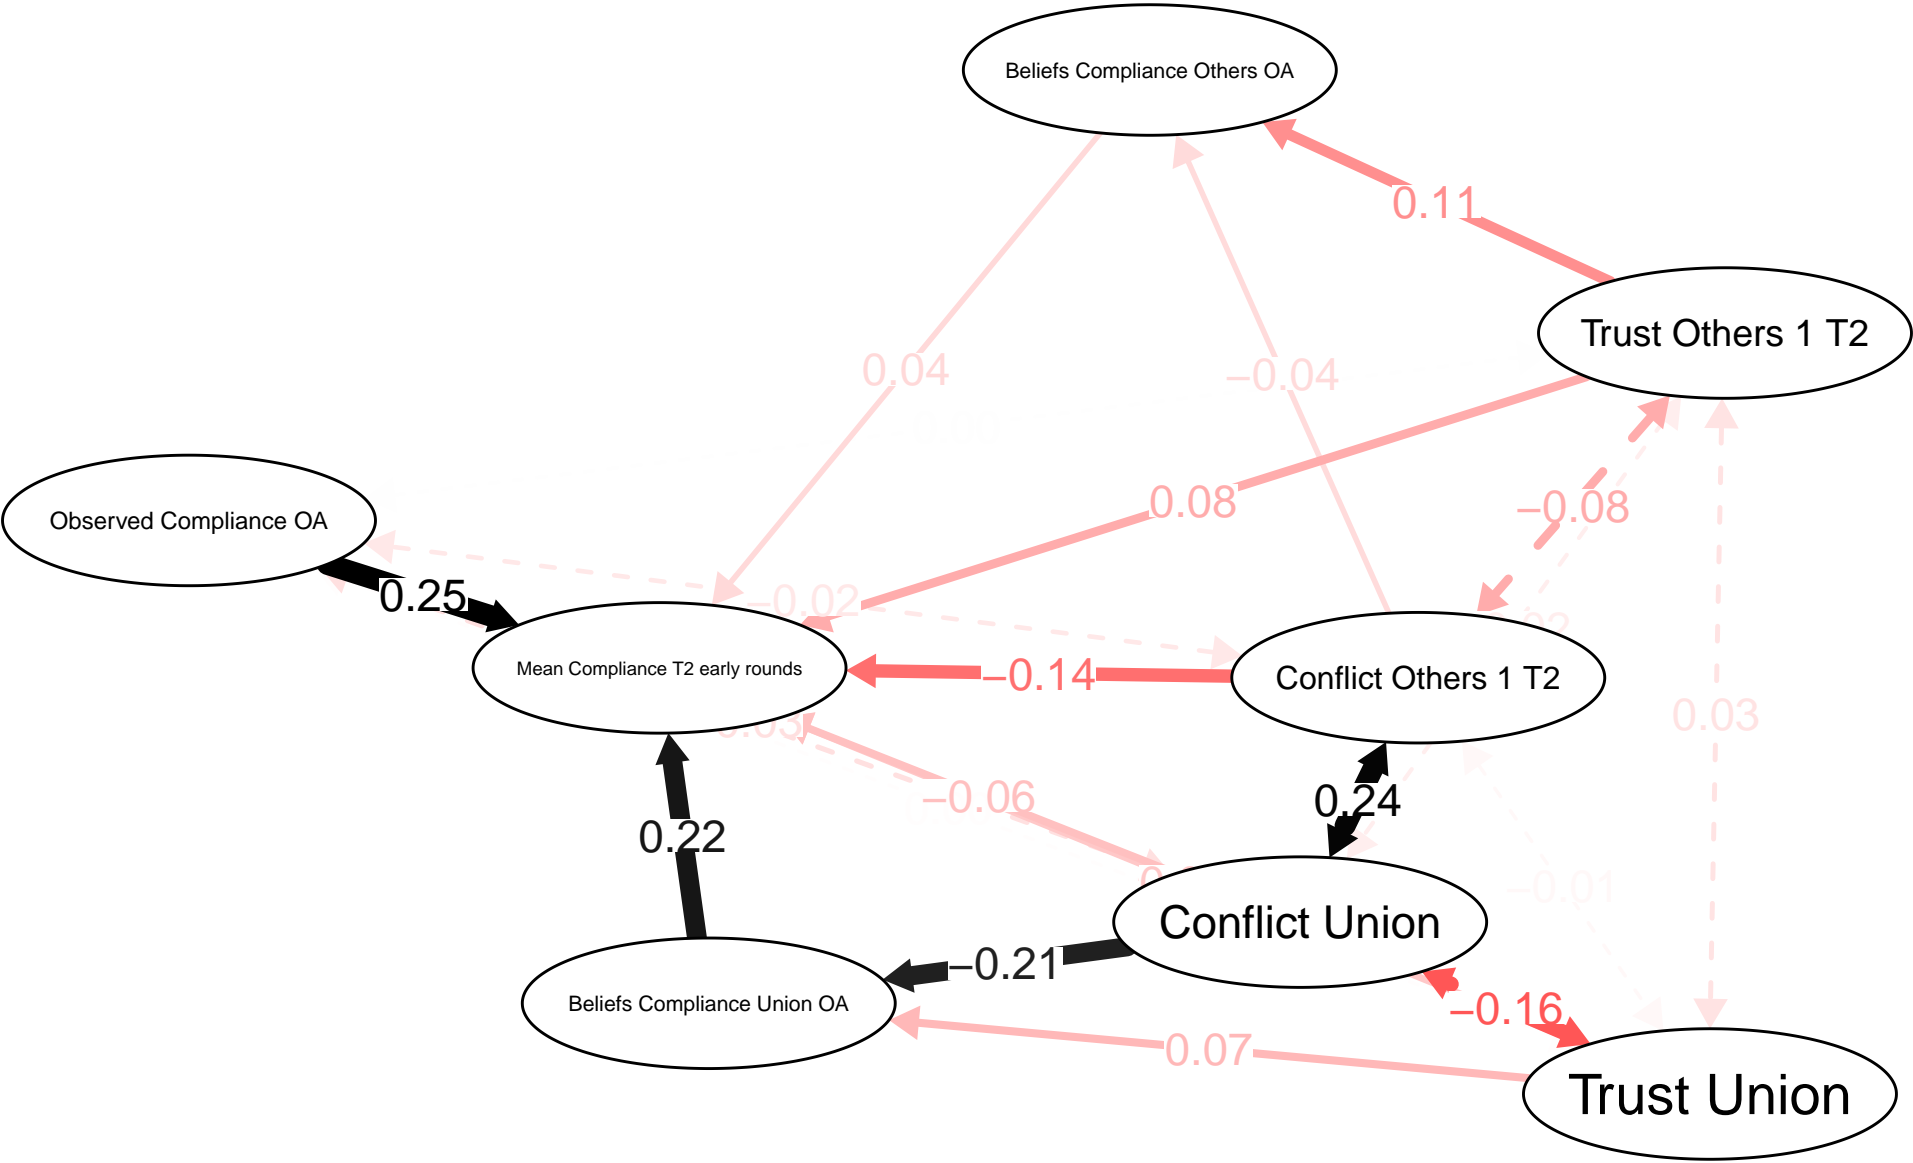 Beliefs Compliance Others OA
0.11
Trust Others 1 T2
0.04
−0.04
0.08
−0.08
Observed Compliance OA
0.25
−0.02
Mean Compliance T2 early rounds
−0.14
Conflict Others 1 T2
0.03
0.03
−0.06
0.24
0.22
−0.01
Conflict Union
−0.21
Beliefs Compliance Union OA
−0.16
0.07
Trust Union